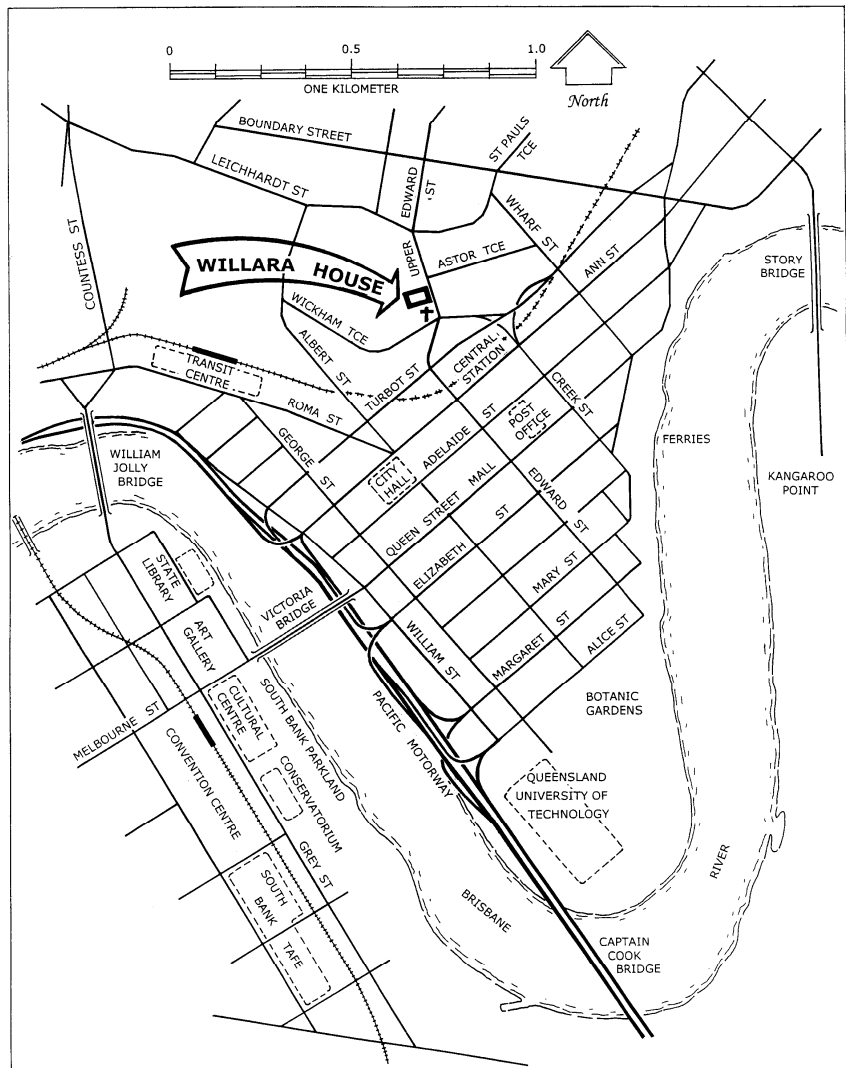 0 0.5 1.0
ONE KILOMETER
North
BOUNDARY STREET
LEICHHARDT ST
EDWARD
ST
UPPER
ST PAULS
TCE
WHARF ST
ASTOR TCE
ANN ST
STORY
BRIDGE
COUNTESS ST
WILLARA HOUSE
WICKHAM TCE
ALBERT ST
TURBOT ST
CENTRAL
STATION
TRANSIT
CENTRE
ROMA ST
CREEK ST
POST
OFFICE
ADELAIDE ST
CITY
HALL
GEORGE ST
WILLIAM
JOLLY
BRIDGE
FERRIES
KANGAROO
POINT
QUEEN STREET MALL
EDWARD ST
ELIZABETH ST
STATE
LIBRARY
MARY ST
VICTORIA
BRIDGE
ART
GALLERY
WILLIAM ST
MARGARET ST
ALICE ST
BOTANIC
GARDENS
MELBOURNE ST
CULTURAL
CENTRE
SOUTH BANK PARKLAND
PACIFIC MOTORWAY
CONVENTION CENTRE
CONSERVATORIUM
QUEENSLAND
UNIVERSITY OF
TECHNOLOGY
GREY ST
SOUTH
BANK
TAFE
BRISBANE
RIVER
CAPTAIN
COOK
BRIDGE